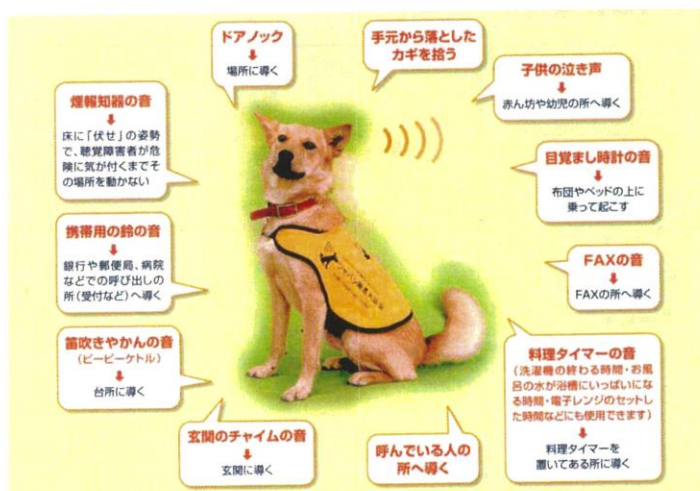 ドアノック
↓
場所に導く
手元から落とした
カギを拾う
子供の泣き声
↓
赤ん坊や幼児の所へ導く
煙報知器の音
↓
床に「伏せ」の姿勢
で、聴覚障害者が危
険に気が付くまでそ
の場所を動かない
目覚まし時計の音
↓
布団やベッドの上に
乗って起こす
携帯用の鈴の音
↓
銀行や郵便局、病院
などでの呼び出しの
所(受付など)へ導く
FAXの音
↓
FAXの所へ導く
笛吹きやかんの音
(ピーピーケトル)
↓
台所に導く
料理タイマーの音
(洗濯機の終わる時間・お風
呂の水が浴槽にいっぱいにな
る時間・電子レンジのセットし
た時間などにも使用できます)
↓
料理タイマーを
置いてある所に導く
玄関のチャイムの音
↓
玄関に導く
呼んでいる人の
所へ導く